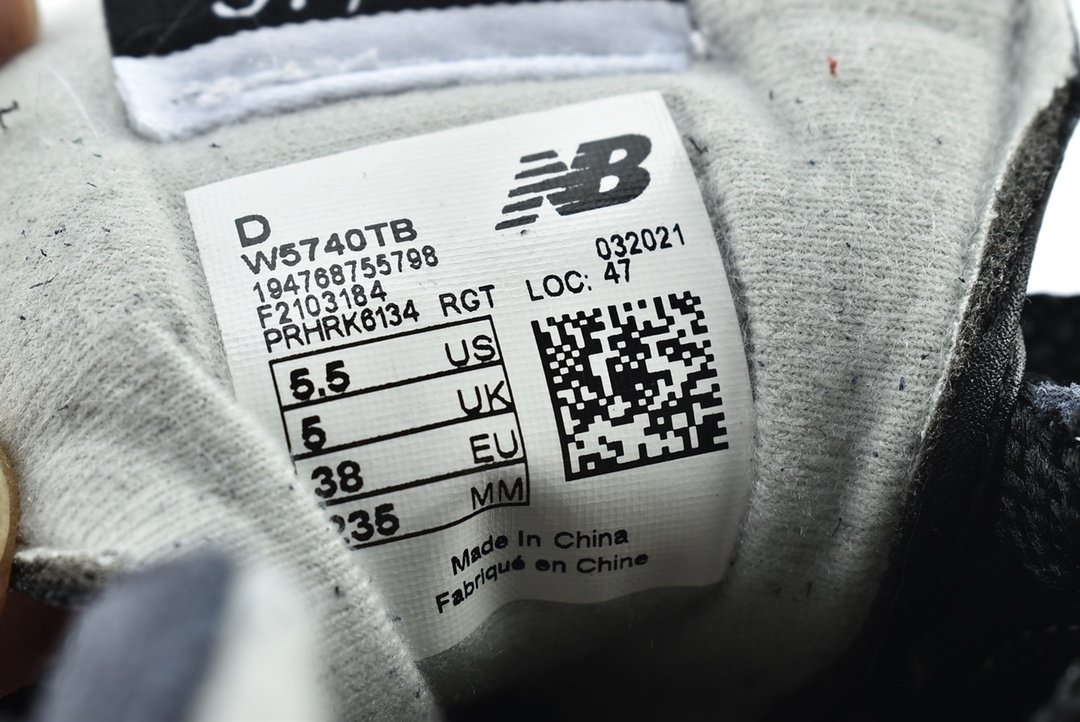 NB
D
W5740TB
194768755798
F2103184
PRHRK6134 RGT
032021
LOC: 47
5.5 US
5 UK
38 EU
235 MM
Made In China
Fabriqué en Chine